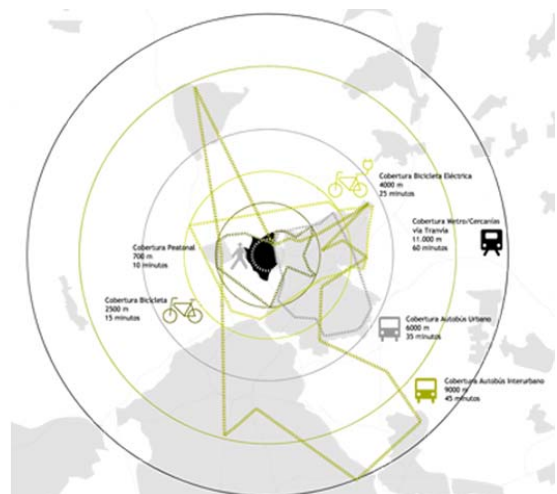 Cobertura Bicicleta Eléctrica
4000 m
25 minutos
Cobertura Metro/Cercanías
vía Tranvía
11.000 m
60 minutos
Cobertura Peatonal
700 m
10 minutos
Cobertura Bicicleta
2500 m
15 minutos
Cobertura Autobús Urbano
6000 m
35 minutos
Cobertura Autobús Interurbano
9000 m
45 minutos